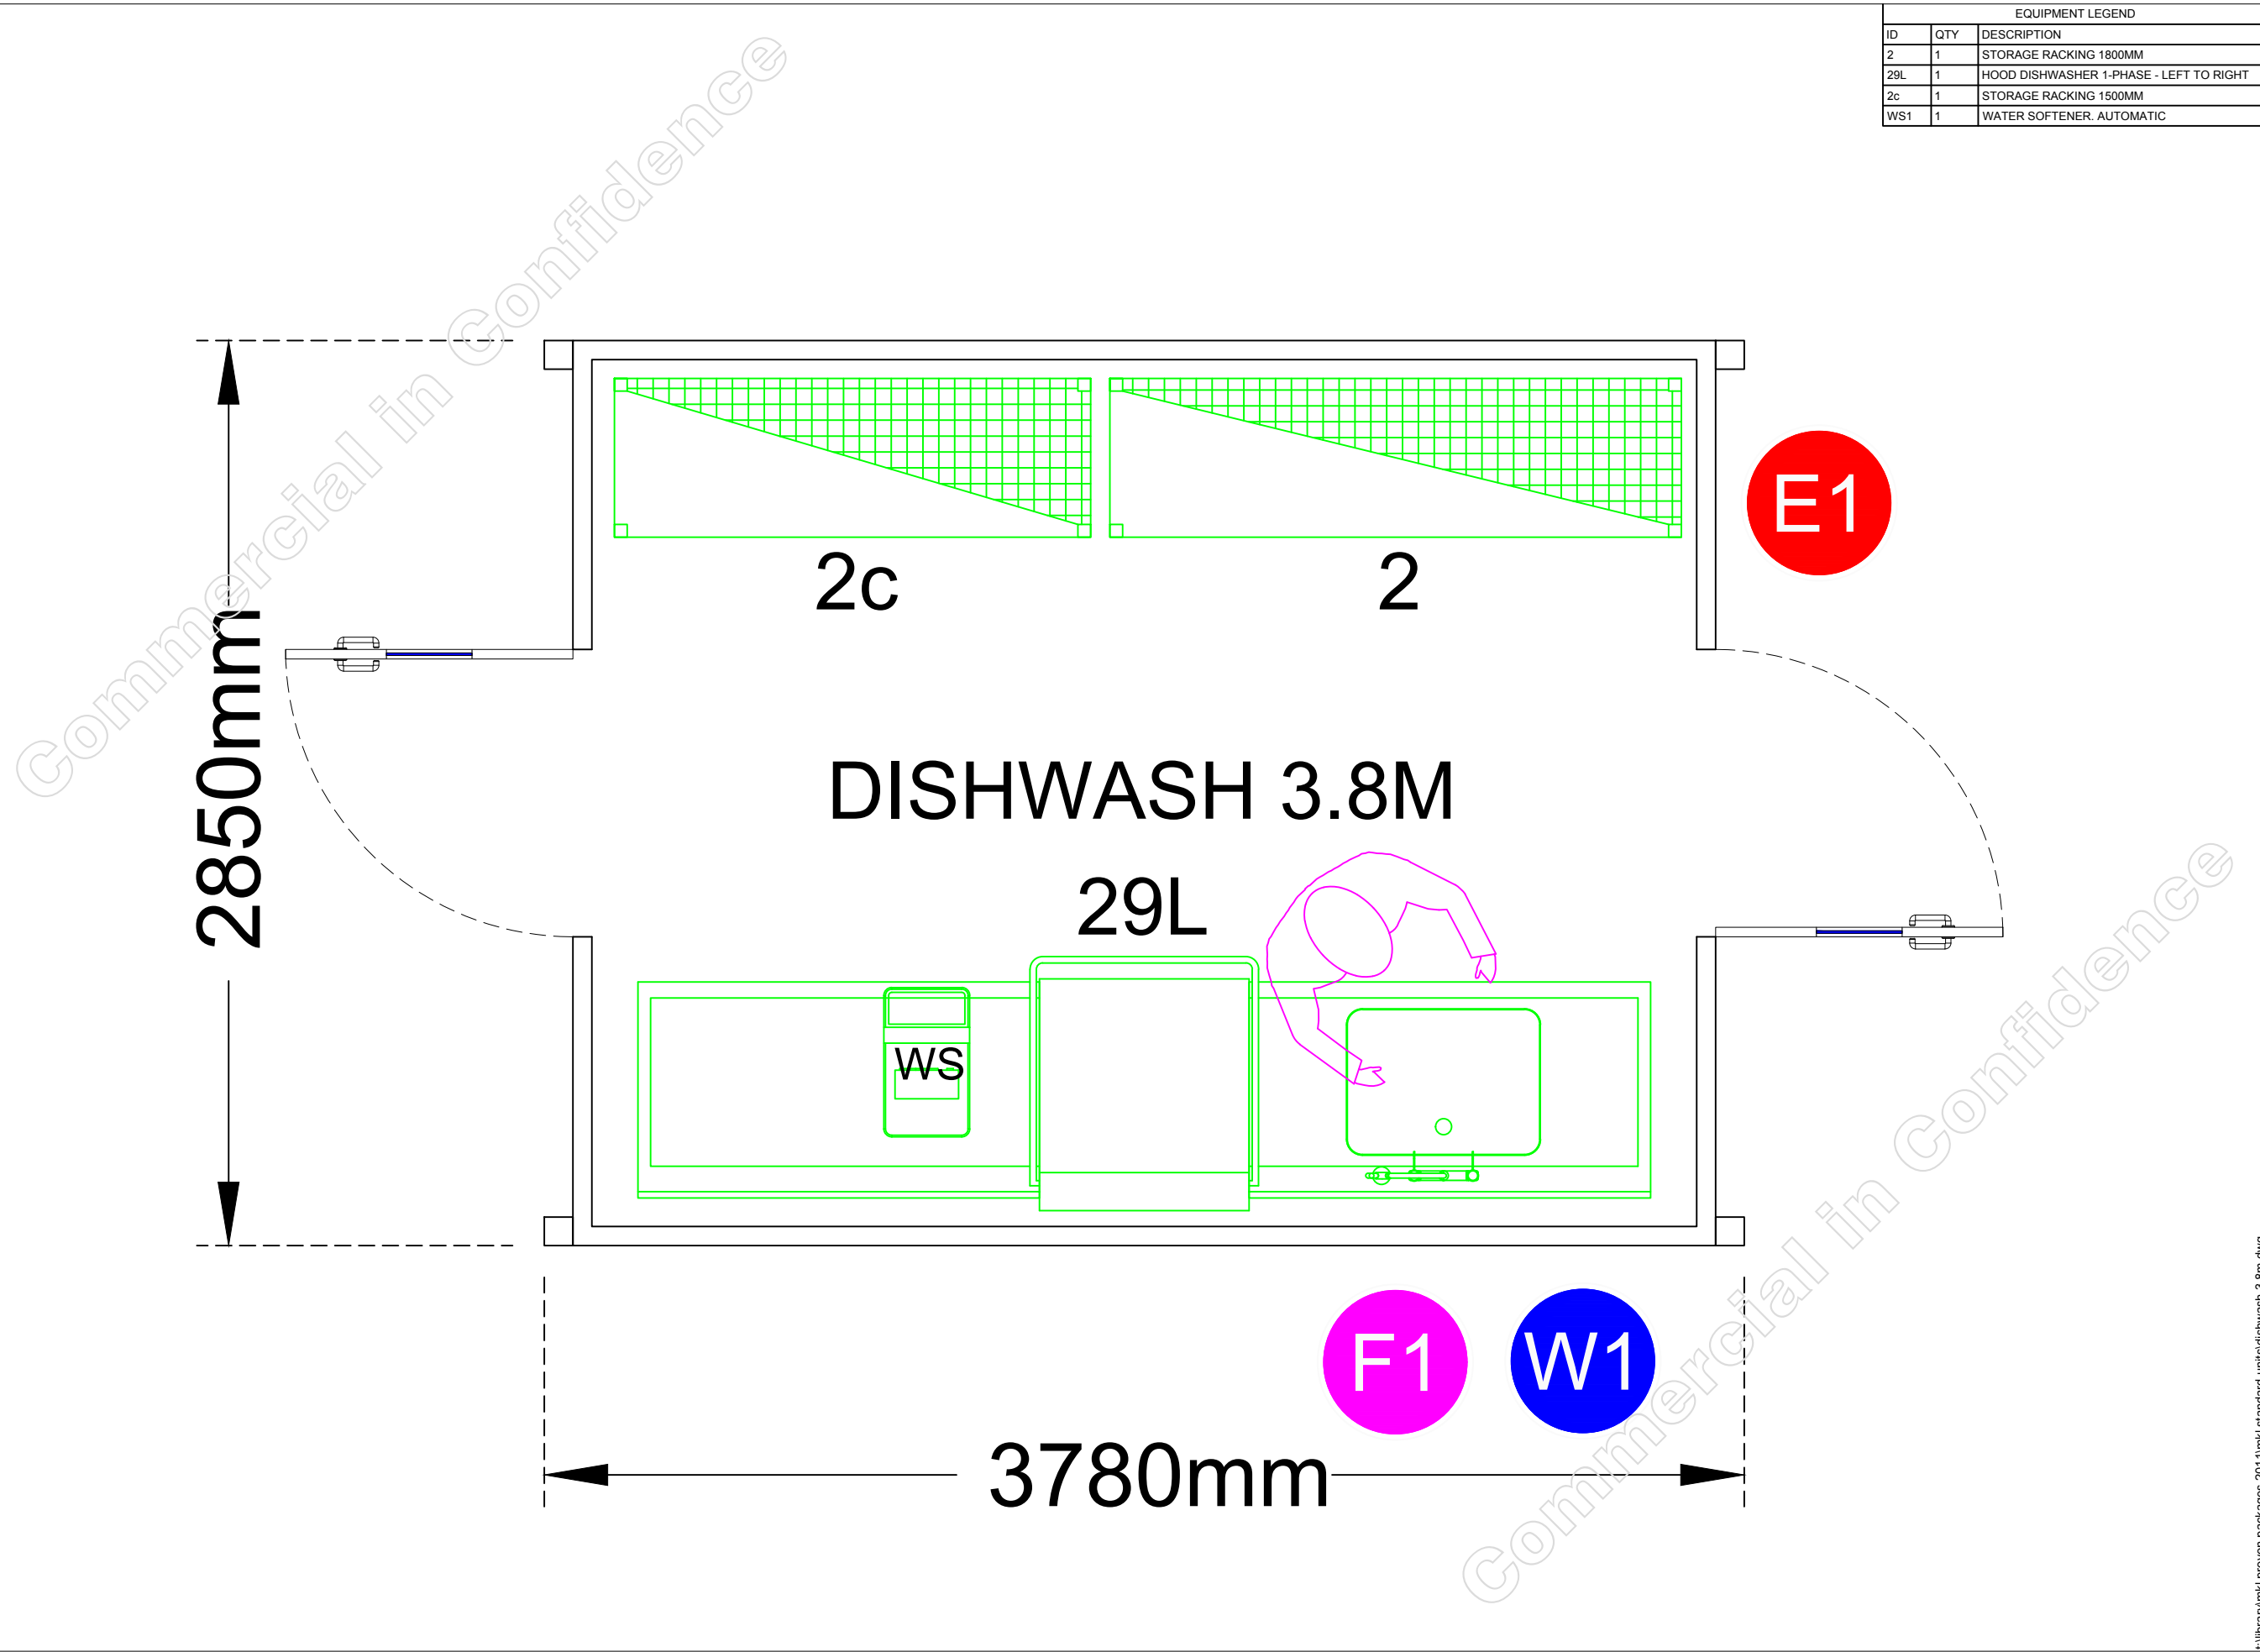 EQUIPMENT LEGEND
ID QTY DESCRIPTION
2 1 STORAGE RACKING 1800MM
29L 1 HOOD DISHWASHER 1-PHASE - LEFT TO RIGHT
2c 1 STORAGE RACKING 1500MM
WS1 1 WATER SOFTENER. AUTOMATIC
Commercial in Confidence
E1
2c 2
2850mm
DISHWASH 3.8M
29L
WS
Commercial in Confidence
F1 W1
3780mm